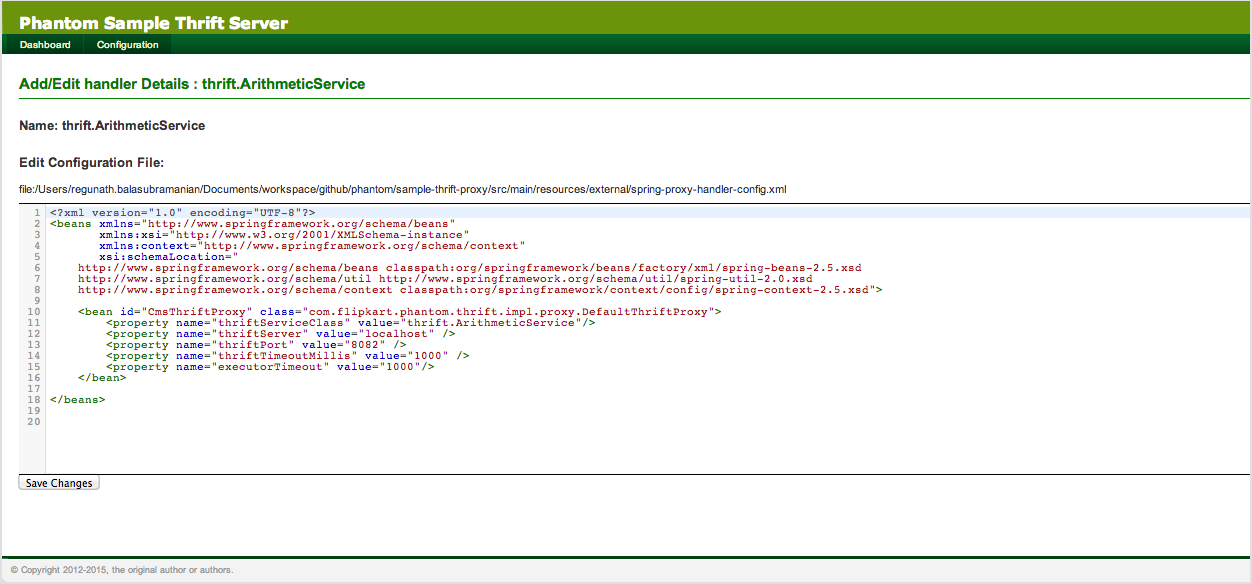 Phantom Sample Thrift Server
Dashboard Configuration
Add/Edit handler Details : thrift.ArithmeticService
Name: thrift.ArithmeticService
Edit Configuration File:
file:/Users/regunath.balasubramanian/Documents/workspace/github/phantom/sample-thrift-proxy/src/main/resources/external/spring-proxy-handler-config.xml
1 <?xml version="1.0" encoding="UTF-8"?>
2 <beans xmlns="http://www.springframework.org/schema/beans"
3 xmlns:xsi="http://www.w3.org/2001/XMLSchema-instance"
4 xmlns:context="http://www.springframework.org/schema/context"
5 xsi:schemaLocation="
6 http://www.springframework.org/schema/beans classpath:org/springframework/beans/factory/xml/spring-beans-2.5.xsd
7 http://www.springframework.org/schema/util http://www.springframework.org/schema/util/spring-util-2.0.xsd
8 http://www.springframework.org/schema/context classpath:org/springframework/context/config/spring-context-2.5.xsd">
9
10 <bean id="CmsThriftProxy" class="com.flipkart.phantom.thrift.impl.proxy.DefaultThriftProxy">
11 <property name="thriftServiceClass" value="thrift.ArithmeticService"/>
12 <property name="thriftServer" value="localhost" />
13 <property name="thriftPort" value="8082" />
14 <property name="thriftTimeoutMillis" value="1000" />
15 <property name="executorTimeout" value="1000"/>
16 </bean>
17
18 </beans>
19
20
Save Changes
© Copyright 2012-2015, the original author or authors.